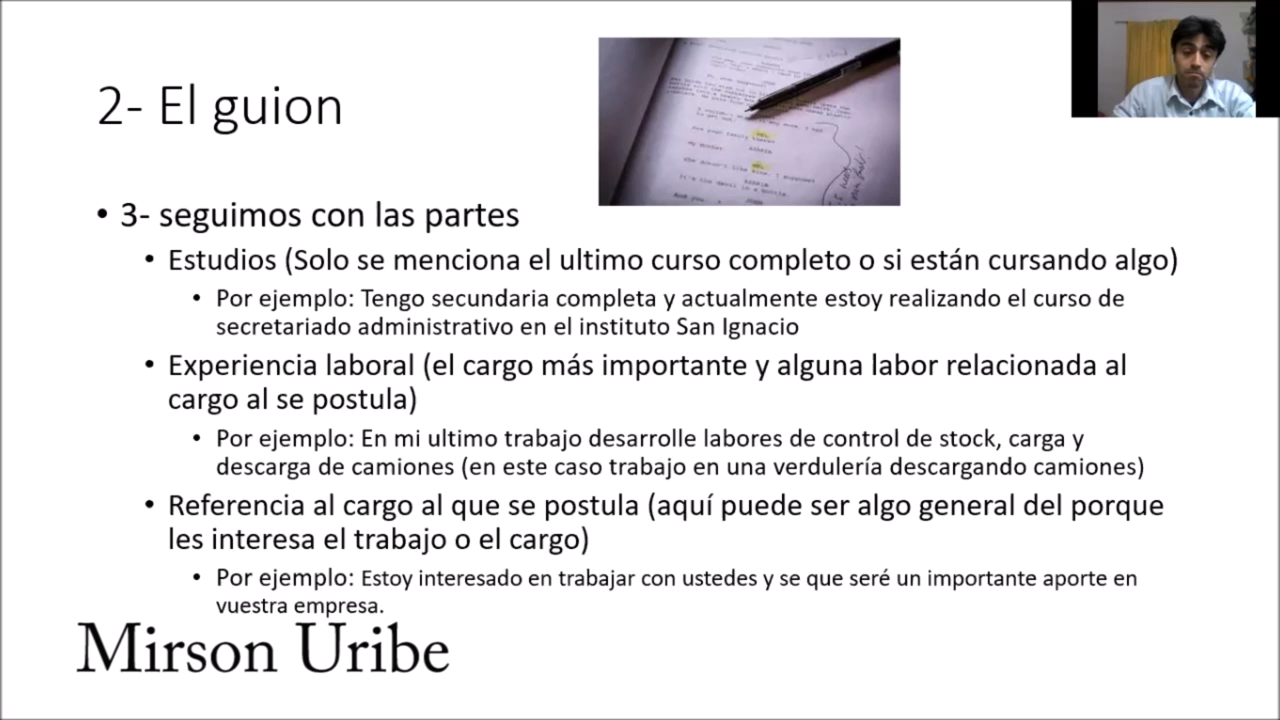 2- El guion
• 3- seguimos con las partes
• Estudios (Solo se menciona el ultimo curso completo o si están cursando algo)
• Por ejemplo: Tengo secundaria completa y actualmente estoy realizando el curso de
secretariado administrativo en el instituto San Ignacio
• Experiencia laboral (el cargo más importante y alguna labor relacionada al
cargo al se postula)
• Por ejemplo: En mi ultimo trabajo desarrolle labores de control de stock, carga y
descarga de camiones (en este caso trabajo en una verdulería descargando camiones)
• Referencia al cargo al que se postula (aquí puede ser algo general del porque
les interesa el trabajo o el cargo)
• Por ejemplo: Estoy interesado en trabajar con ustedes y se que seré un importante aporte en
vuestra empresa.
Mirson Uribe